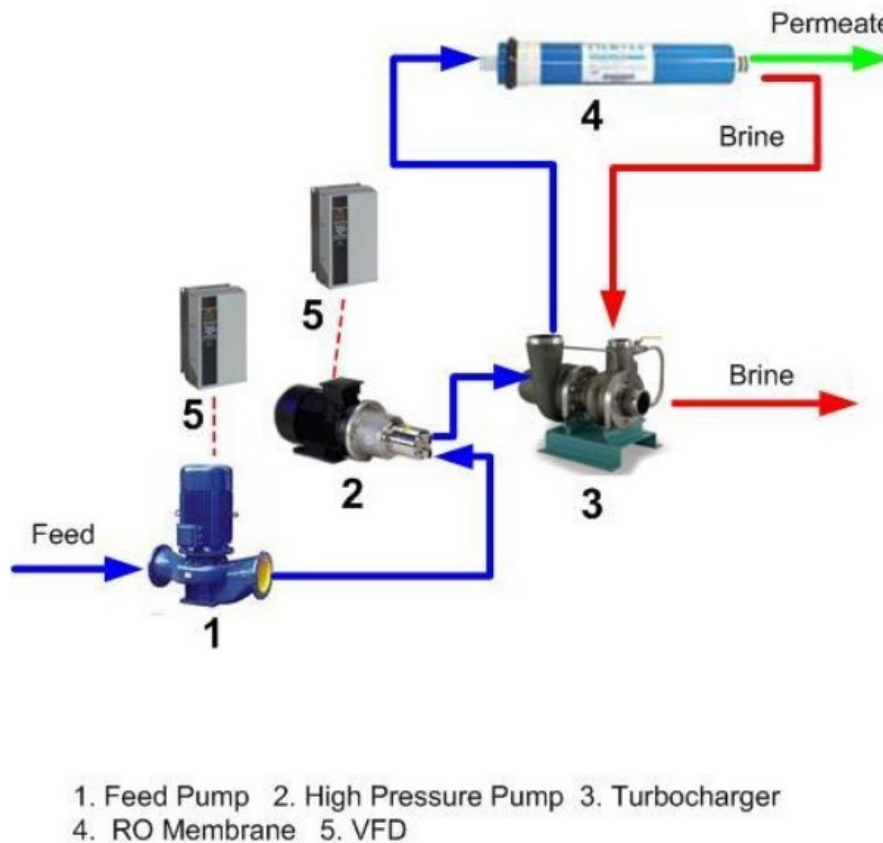 Permeate
4
Brine
5
5
Brine
2
3
Feed
1
1. Feed Pump 2. High Pressure Pump 3. Turbocharger
4. RO Membrane 5. VFD